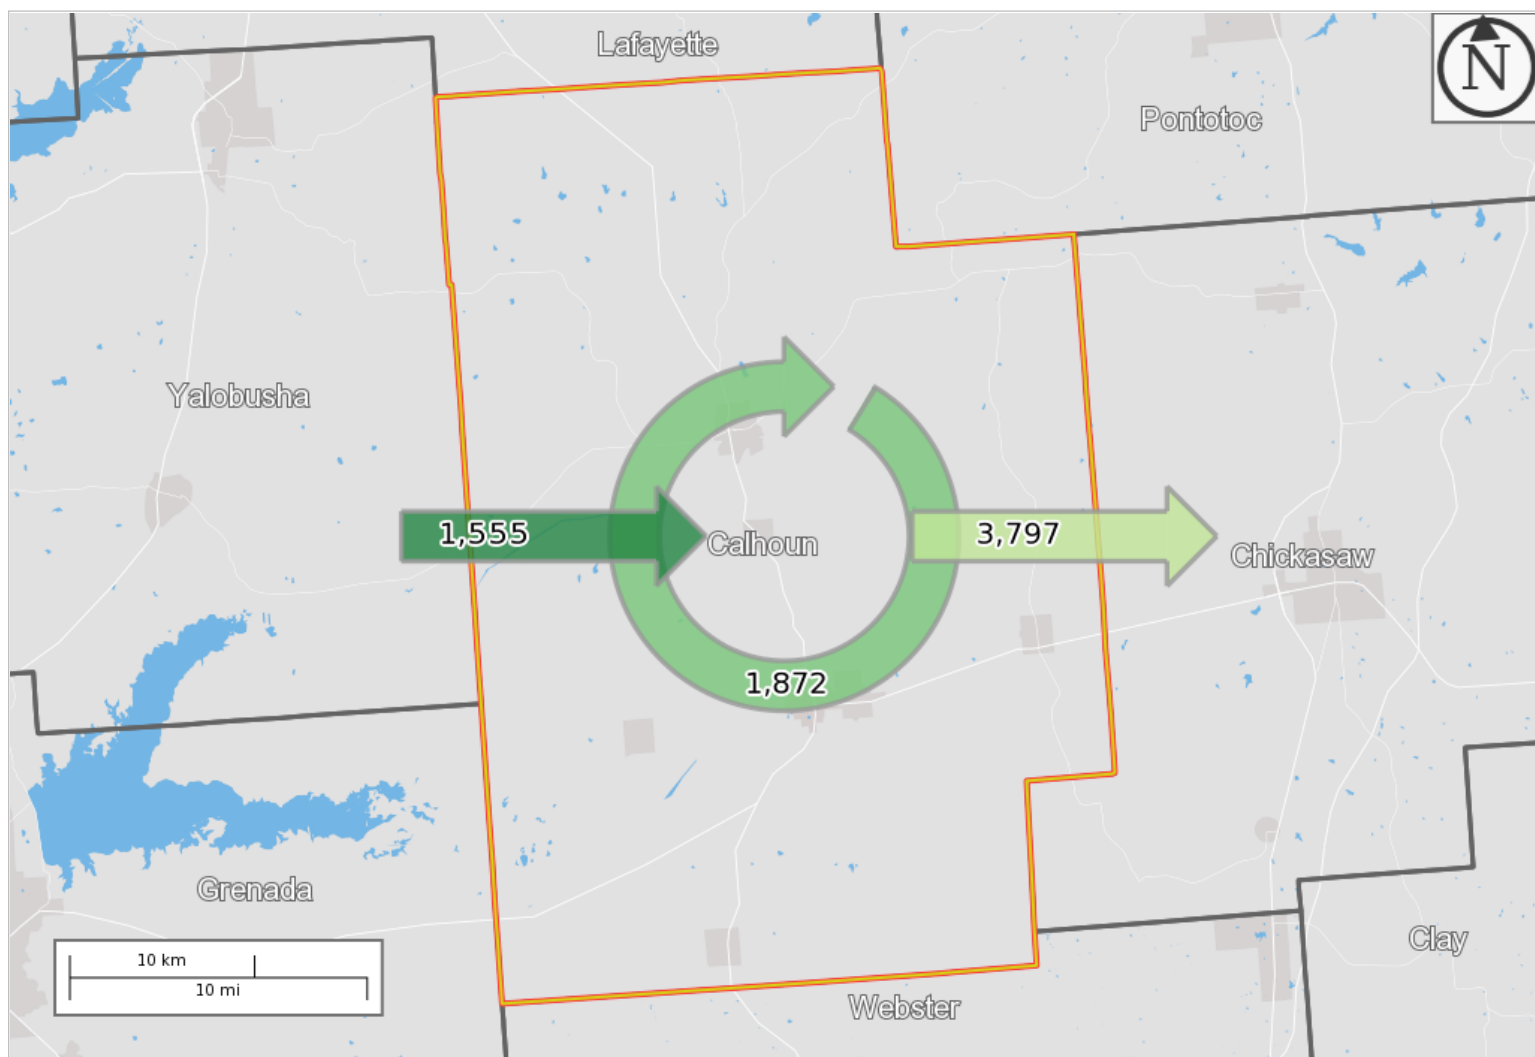 Lafayette
N
Pontotoc
Yalobusha
1,555
Calhoun
3,797
Chickasaw
1,872
Grenada
10 km
10 mi
Clay
Webster